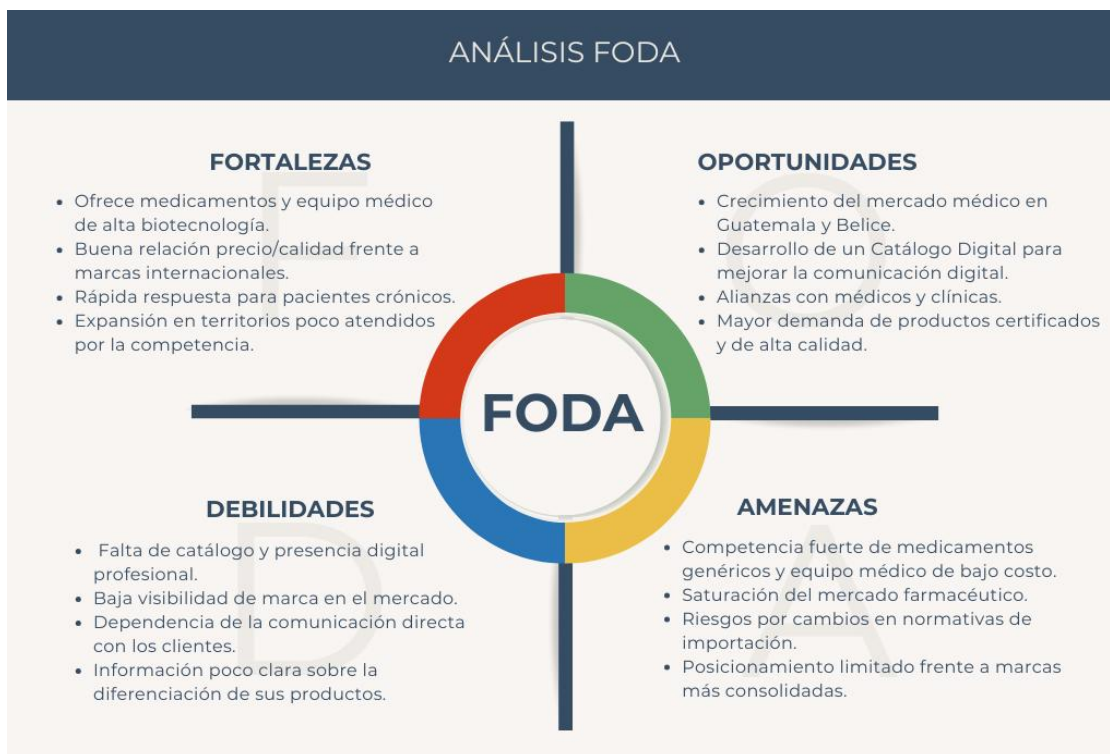 ANÁLISIS FODA
F
FORTALEZAS
• Ofrece medicamentos y equipo médico
de alta biotecnología.
• Buena relación precio/calidad frente a
marcas internacionales.
• Rápida respuesta para pacientes crónicos.
• Expansión en territorios poco atendidos
por la competencia.
O
OPORTUNIDADES
• Crecimiento del mercado médico en
Guatemala y Belice.
• Desarrollo de un Catálogo Digital para
mejorar la comunicación digital.
• Alianzas con médicos y clínicas.
• Mayor demanda de productos certificados
y de alta calidad.
FODA
D
DEBILIDADES
• Falta de catálogo y presencia digital
profesional.
• Baja visibilidad de marca en el mercado.
• Dependencia de la comunicación directa
con los clientes.
• Información poco clara sobre la
diferenciación de sus productos.
A
AMENAZAS
• Competencia fuerte de medicamentos
genéricos y equipo médico de bajo costo.
• Saturación del mercado farmacéutico.
• Riesgos por cambios en normativas de
importación.
• Posicionamiento limitado frente a marcas
más consolidadas.